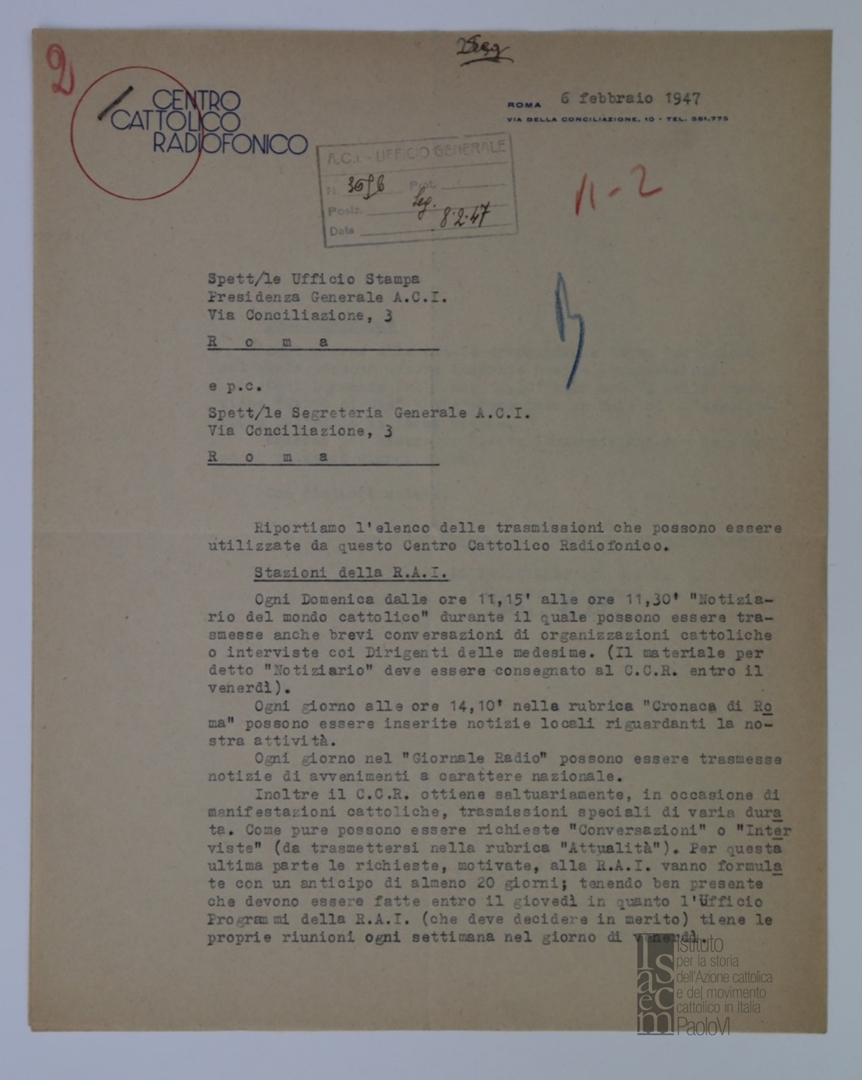 2
Seg
CENTRO
CATTOLICO
RADIOFONICO
ROMA 6 febbraio 1947
VIA DELLA CONCILIAZIONE, 10 - TEL. 561.775
A.C.I. - UFFICIO GENERALE
N. 3696 Prot.
Posiz. Seg.
Data 8·2·47
11-2
Spett/le Ufficio Stampa
Presidenza Generale A.C.I.
Via Conciliazione, 3
R o m a
e p.c.
Spett/le Segreteria Generale A.C.I.
Via Conciliazione, 3
R o m a
Riportiamo l'elenco delle trasmissioni che possono essere
utilizzate da questo Centro Cattolico Radiofonico.
Stazioni della R.A.I.
Ogni Domenica dalle ore 11,15' alle ore 11,30' "Notizia-
rio del mondo cattolico" durante il quale possono essere tra-
smesse anche brevi conversazioni di organizzazioni cattoliche
o interviste coi Dirigenti delle medesime. (Il materiale per
detto "Notiziario" deve essere consegnato al C.C.R. entro il
venerdì).
Ogni giorno alle ore 14,10' nella rubrica "Cronaca di Ro
ma" possono essere inserite notizie locali riguardanti la no-
stra attività.
Ogni giorno nel "Giornale Radio" possono essere trasmesse
notizie di avvenimenti a carattere nazionale.
Inoltre il C.C.R. ottiene saltuariamente, in occasione di
manifestazioni cattoliche, trasmissioni speciali di varia dura
ta. Come pure possono essere richieste "Conversazioni" o "Inter
viste" (da trasmettersi nella rubrica "Attualità"). Per questa
ultima parte le richieste, motivate, alla R.A.I. vanno formula
te con un anticipo di almeno 20 giorni; tenendo ben presente
che devono essere fatte entro il giovedì in quanto l'Ufficio
Programmi della R.A.I. (che deve decidere in merito) tiene le
proprie riunioni ogni settimana nel giorno di venerdì.
Isacem
Istituto
per la storia
dell'Azione cattolica
e del movimento
cattolico in Italia
PaoloVI